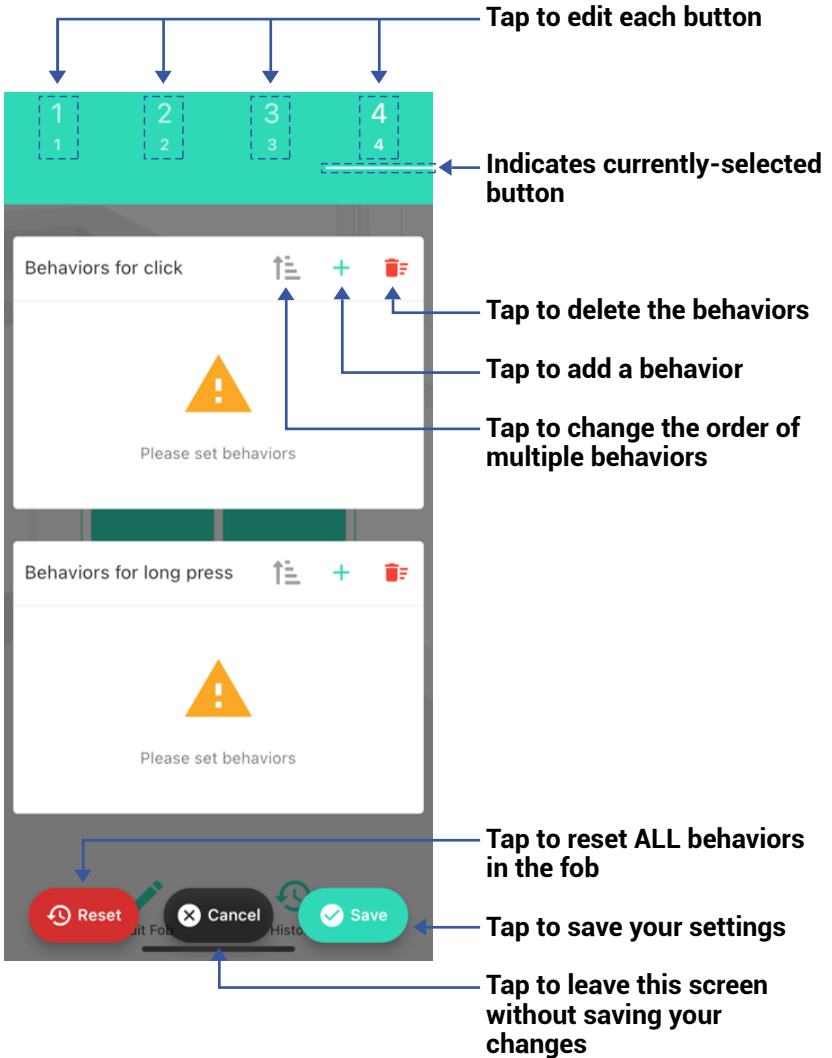 Tap to edit each button
1 2 3 4
1 2 3 4
Indicates currently-selected
button
Behaviors for click
Tap to delete the behaviors
Tap to add a behavior
Tap to change the order of
multiple behaviors
Please set behaviors
Behaviors for long press
Please set behaviors
Tap to reset ALL behaviors
in the fob
Reset Cancel Save
Tap to save your settings
Tap to leave this screen
without saving your
changes